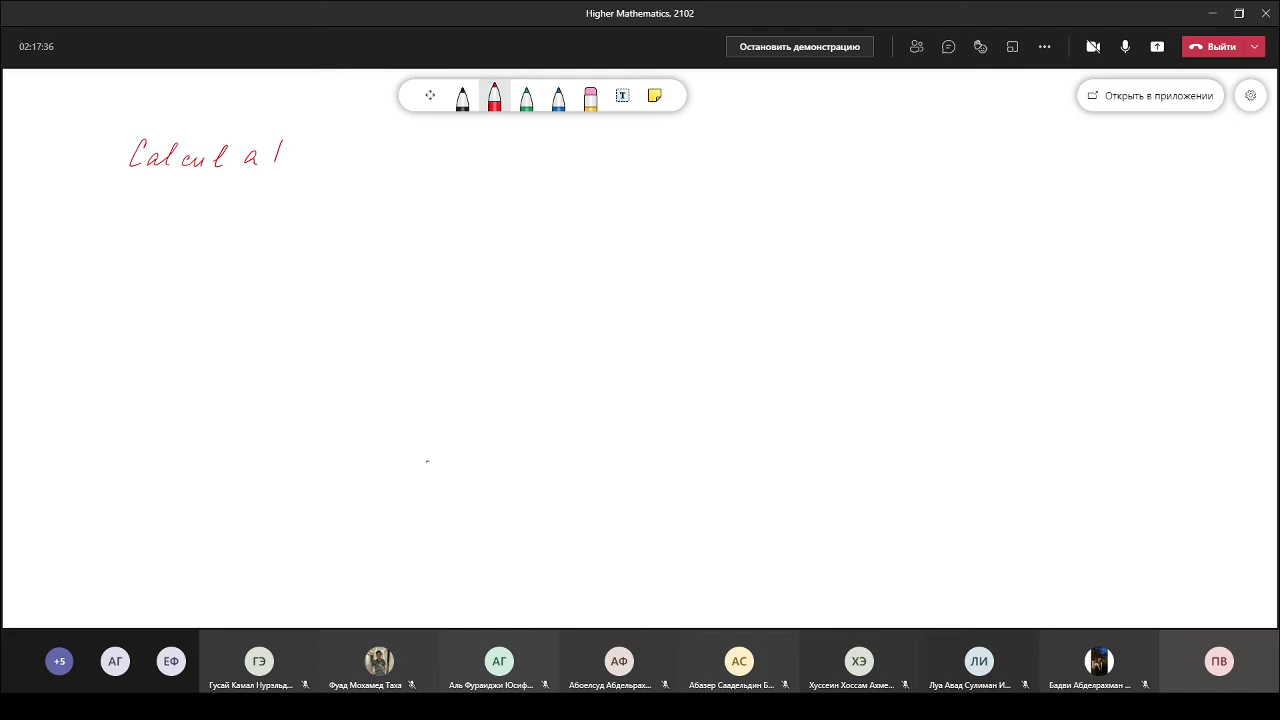 Higher Mathematics, 2102
02:17:36
Остановить демонстрацию
Выйти
T
Открыть в приложении
Calcul a
+5
АГ
ЕФ
ГЭ
АГ
АФ
АС
ХЭ
ЛИ
ПВ
Гусай Камал Нурэльд...
Фуад Мохамед Таха
Аль Фураиджи Юсиф...
Абоелсуд Абдельрах...
Абазер Саадельдин Б...
Хуссеин Хоссам Ахме...
Луа Авад Сулиман И...
Бадви Абделрахман ...